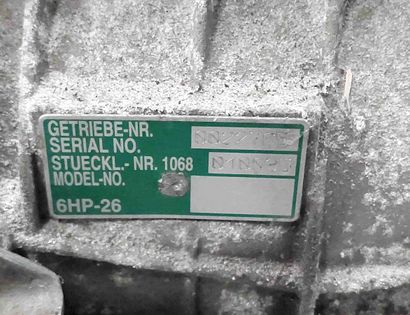 GETRIEBE-NR.
SERIAL NO.
STUECKL.- NR. 1068
MODEL-NO.
6HP-26